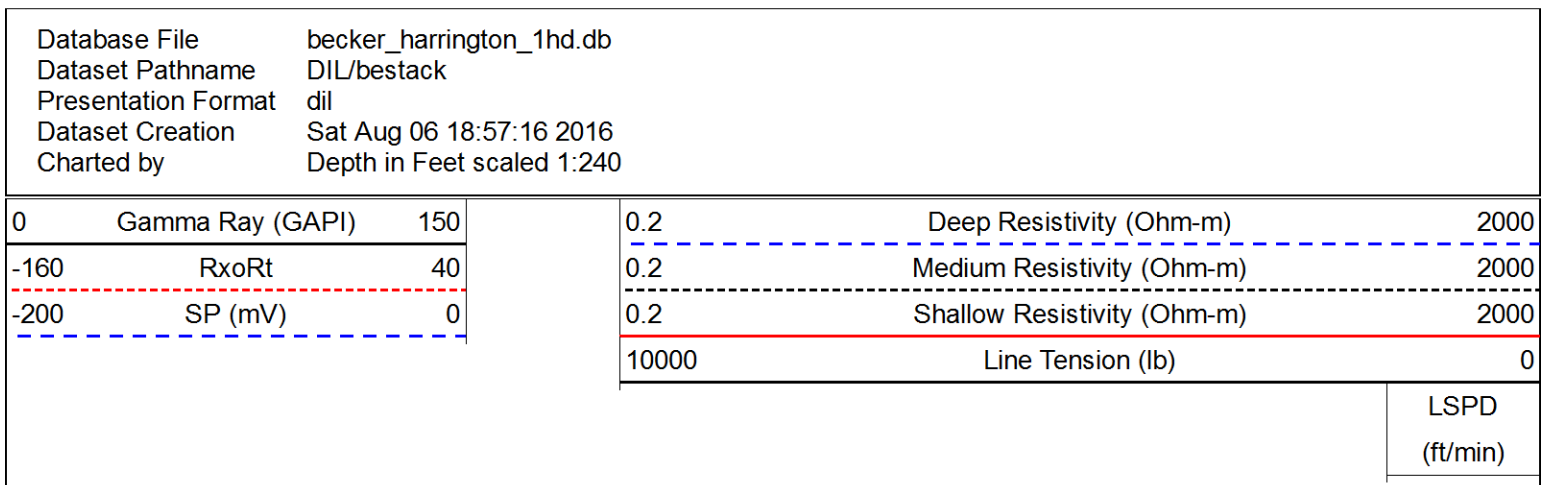 Database File becker_harrington_1hd.db
Dataset Pathname DIL/bestack
Presentation Format dil
Dataset Creation Sat Aug 06 18:57:16 2016
Charted by Depth in Feet scaled 1:240
0 Gamma Ray (GAPI) 150
-160 RxoRt 40
-200 SP (mV) 0
0.2 Deep Resistivity (Ohm-m) 2000
0.2 Medium Resistivity (Ohm-m) 2000
0.2 Shallow Resistivity (Ohm-m) 2000
10000 Line Tension (lb) 0
LSPD
(ft/min)